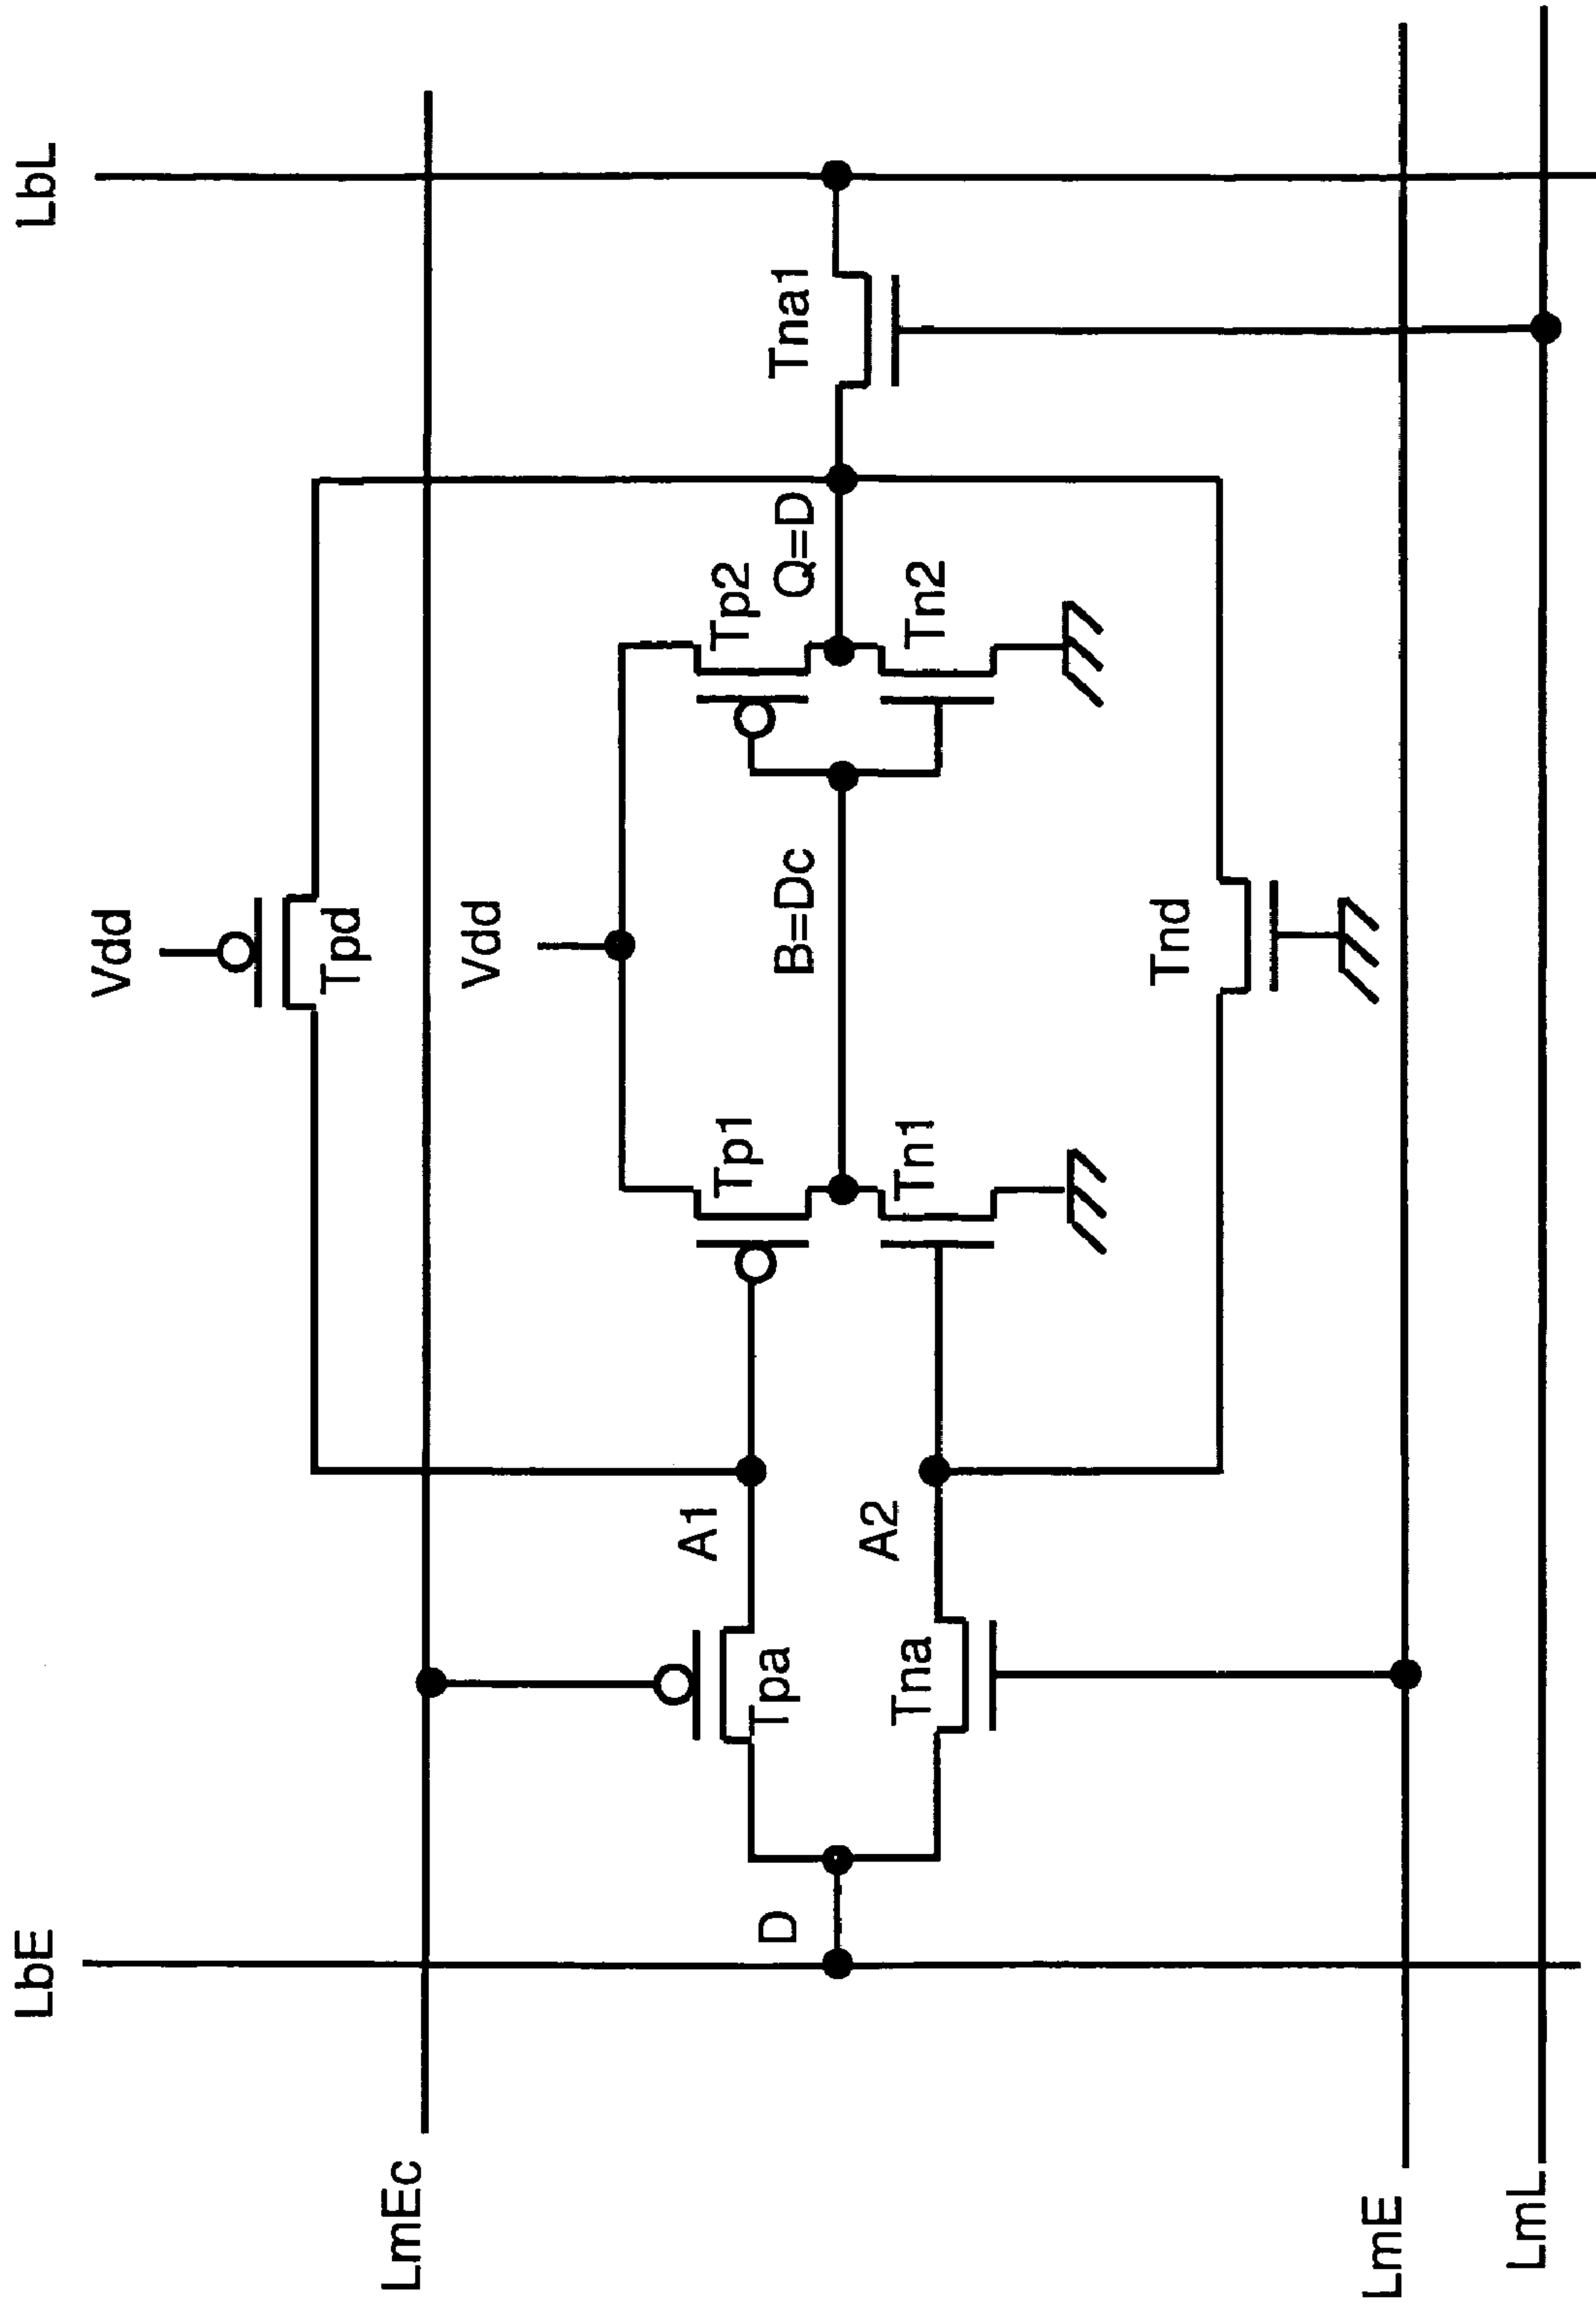 LbE
LbL
Vdd
Tpd
LmEc
Vdd
A1
Tpa
Tp1
Tp2
D
B=Dc
Q=D
Tna1
A2
Tna
Tn1
Tn2
Tnd
LmE
LmL